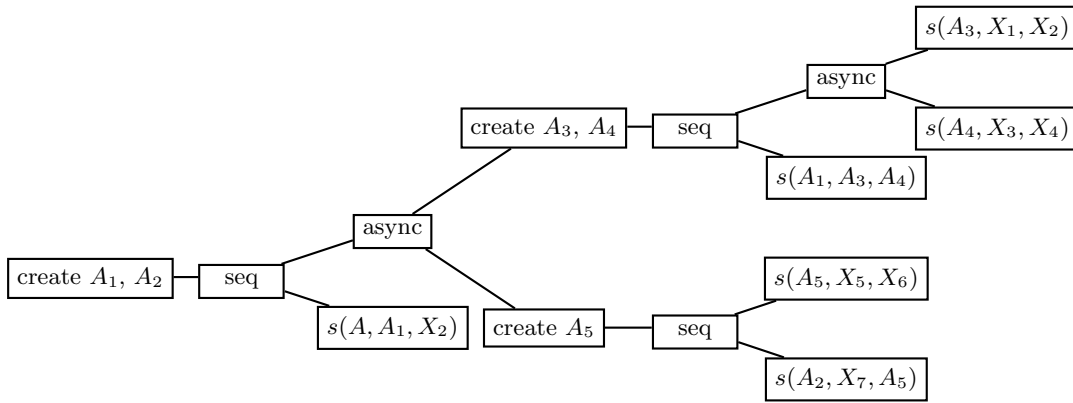 s(A₃, X₁, X₂)
async
create A₃, A₄
seq
s(A₄, X₃, X₄)
s(A₁, A₃, A₄)
async
create A₁, A₂
seq
s(A₅, X₅, X₆)
s(A, A₁, X₂)
create A₅
seq
s(A₂, X₇, A₅)